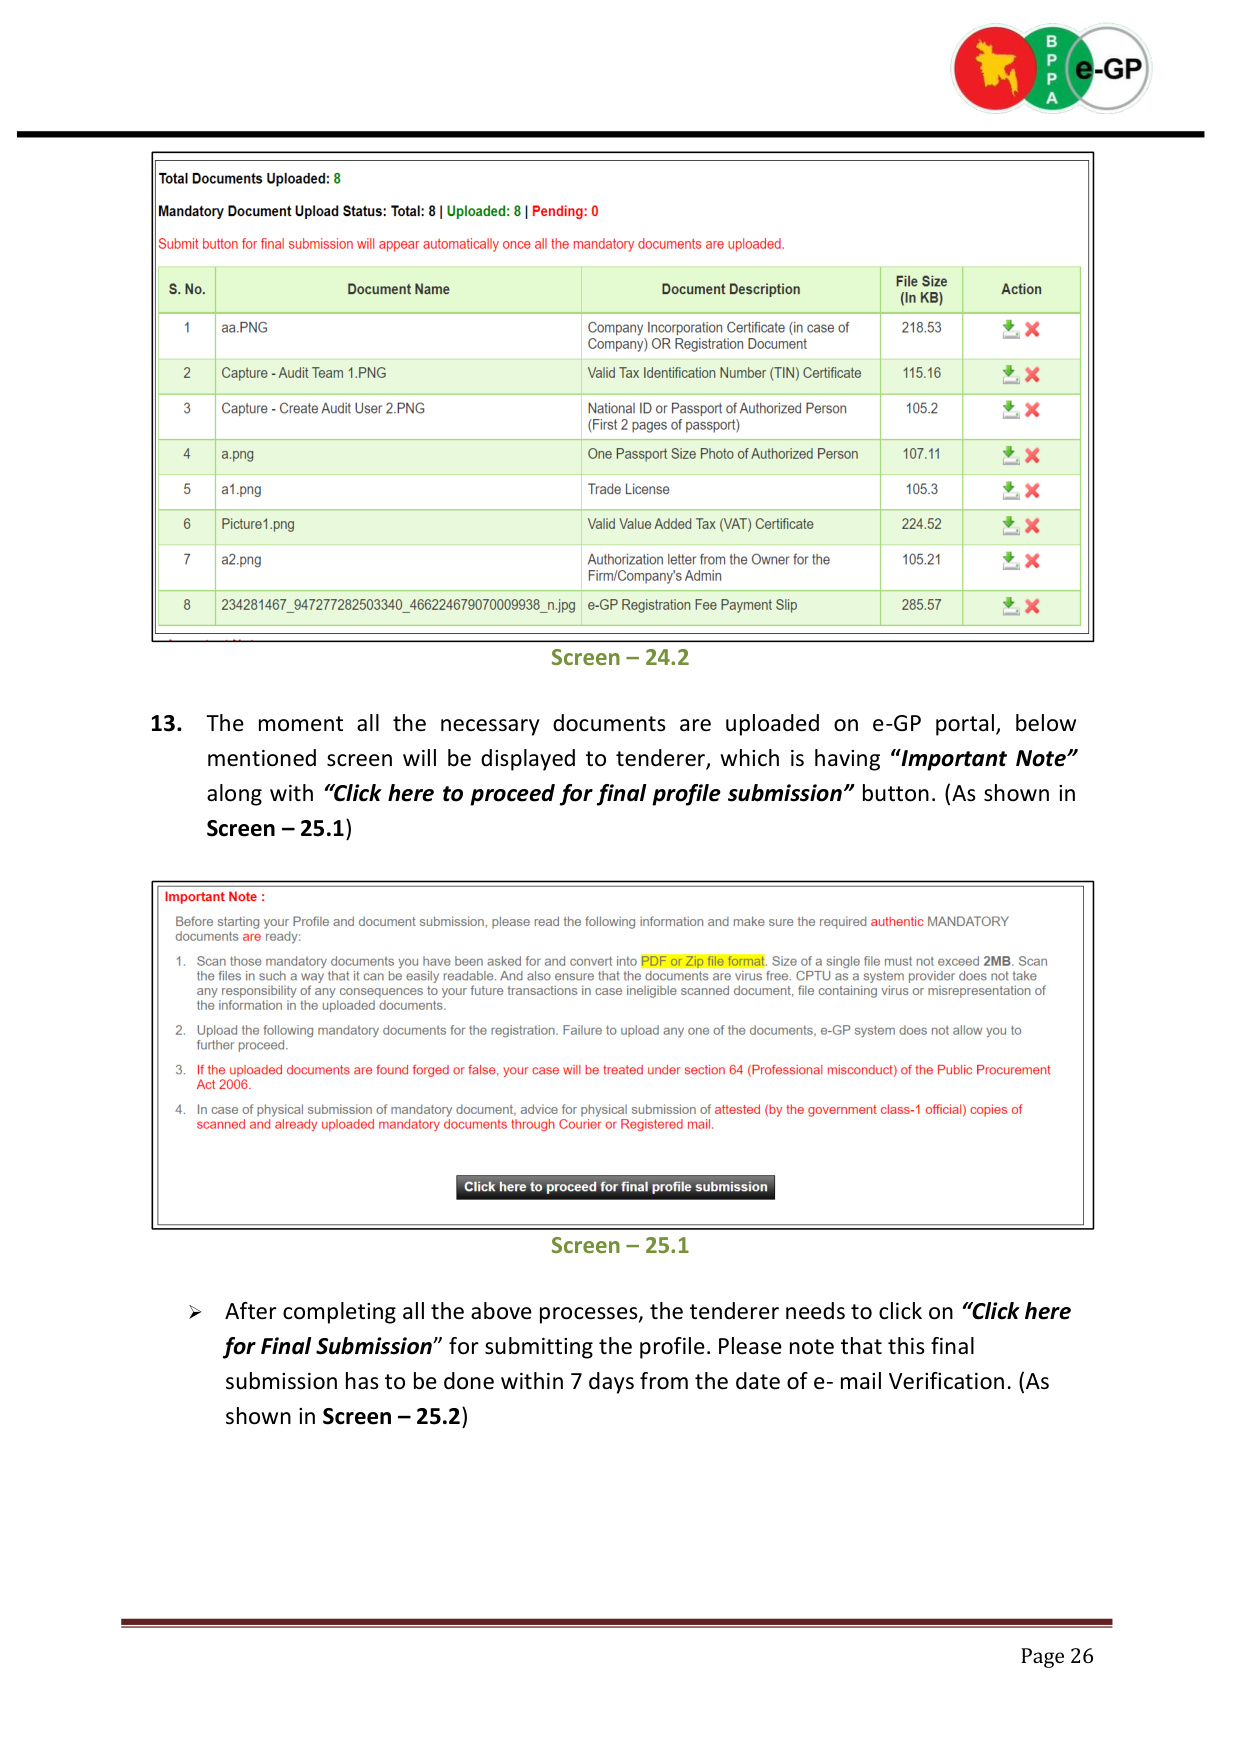 B
P
P
A
e-GP
Total Documents Uploaded: 8
Mandatory Document Upload Status: Total: 8 | Uploaded: 8 | Pending: 0
Submit button for final submission will appear automatically once all the mandatory documents are uploaded.
S. No. Document Name Document Description File Size (In KB) Action
1 aa.PNG Company Incorporation Certificate (in case of Company) OR Registration Document 218.53
2 Capture - Audit Team 1.PNG Valid Tax Identification Number (TIN) Certificate 115.16
3 Capture - Create Audit User 2.PNG National ID or Passport of Authorized Person (First 2 pages of passport) 105.2
4 a.png One Passport Size Photo of Authorized Person 107.11
5 a1.png Trade License 105.3
6 Picture1.png Valid Value Added Tax (VAT) Certificate 224.52
7 a2.png Authorization letter from the Owner for the Firm/Company's Admin 105.21
8 234281467_947277282503340_466224679070009938_n.jpg e-GP Registration Fee Payment Slip 285.57
Screen – 24.2
13. The moment all the necessary documents are uploaded on e-GP portal, below
mentioned screen will be displayed to tenderer, which is having “Important Note”
along with “Click here to proceed for final profile submission” button. (As shown in
Screen – 25.1)
Important Note :
Before starting your Profile and document submission, please read the following information and make sure the required authentic MANDATORY
documents are ready:
1. Scan those mandatory documents you have been asked for and convert into PDF or Zip file format. Size of a single file must not exceed 2MB. Scan
the files in such a way that it can be easily readable. And also ensure that the documents are virus free. CPTU as a system provider does not take
any responsibility of any consequences to your future transactions in case ineligible scanned document, file containing virus or misrepresentation of
the information in the uploaded documents.
2. Upload the following mandatory documents for the registration. Failure to upload any one of the documents, e-GP system does not allow you to
further proceed.
3. If the uploaded documents are found forged or false, your case will be treated under section 64 (Professional misconduct) of the Public Procurement
Act 2006.
4. In case of physical submission of mandatory document, advice for physical submission of attested (by the government class-1 official) copies of
scanned and already uploaded mandatory documents through Courier or Registered mail.
Click here to proceed for final profile submission
Screen – 25.1
➢ After completing all the above processes, the tenderer needs to click on “Click here
for Final Submission” for submitting the profile. Please note that this final
submission has to be done within 7 days from the date of e- mail Verification. (As
shown in Screen – 25.2)
Page 26